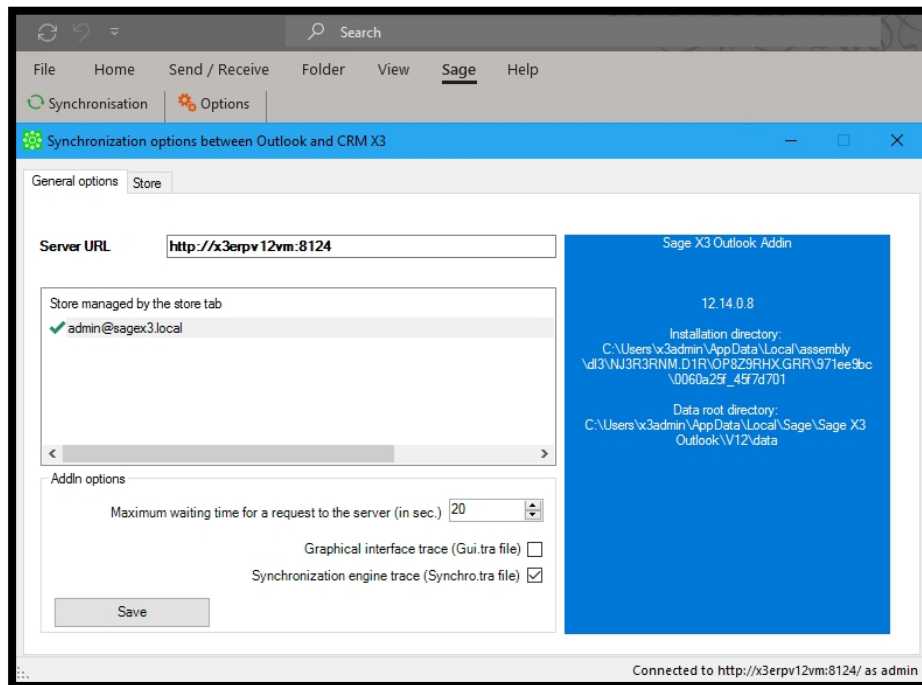 Search
File Home Send / Receive Folder View Sage Help
Synchronisation Options
Synchronization options between Outlook and CRM X3
General options Store
Server URL http://x3erpv12vm:8124
Store managed by the store tab
admin@sagex3.local
AddIn options
Maximum waiting time for a request to the server (in sec.) 20
Graphical interface trace (Gui.tra file)
Synchronization engine trace (Synchro.tra file)
Save
Sage X3 Outlook Addin
12.14.0.8
Installation directory:
C:\Users\x3admin\AppData\Local\assembly
\dl3\NJ3R3RNM.D1R\OP8Z9RHX.GRR\971ee9bc
\0060a25f_45f7d701
Data root directory:
C:\Users\x3admin\AppData\Local\Sage\Sage X3
Outlook\V12\data
Connected to http://x3erpv12vm:8124/ as admin